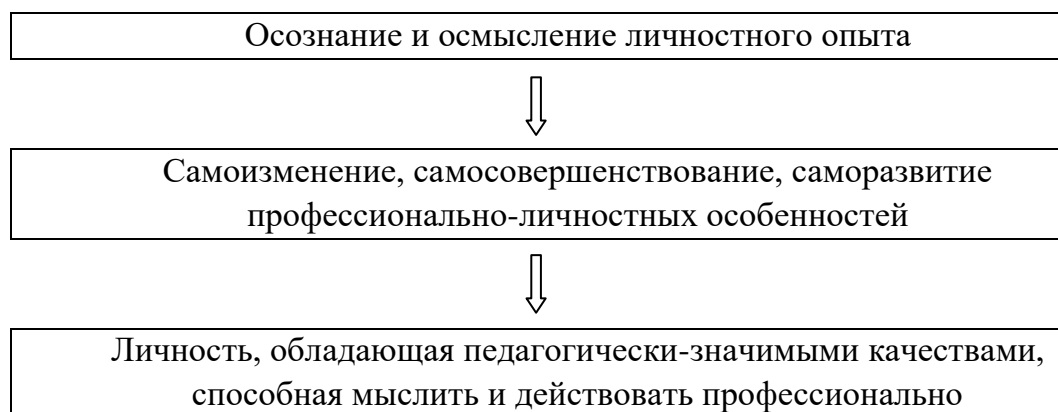 Осознание и осмысление личностного опыта
Самоизменение, самосовершенствование, саморазвитие
профессионально-личностных особенностей
Личность, обладающая педагогически-значимыми качествами,
способная мыслить и действовать профессионально